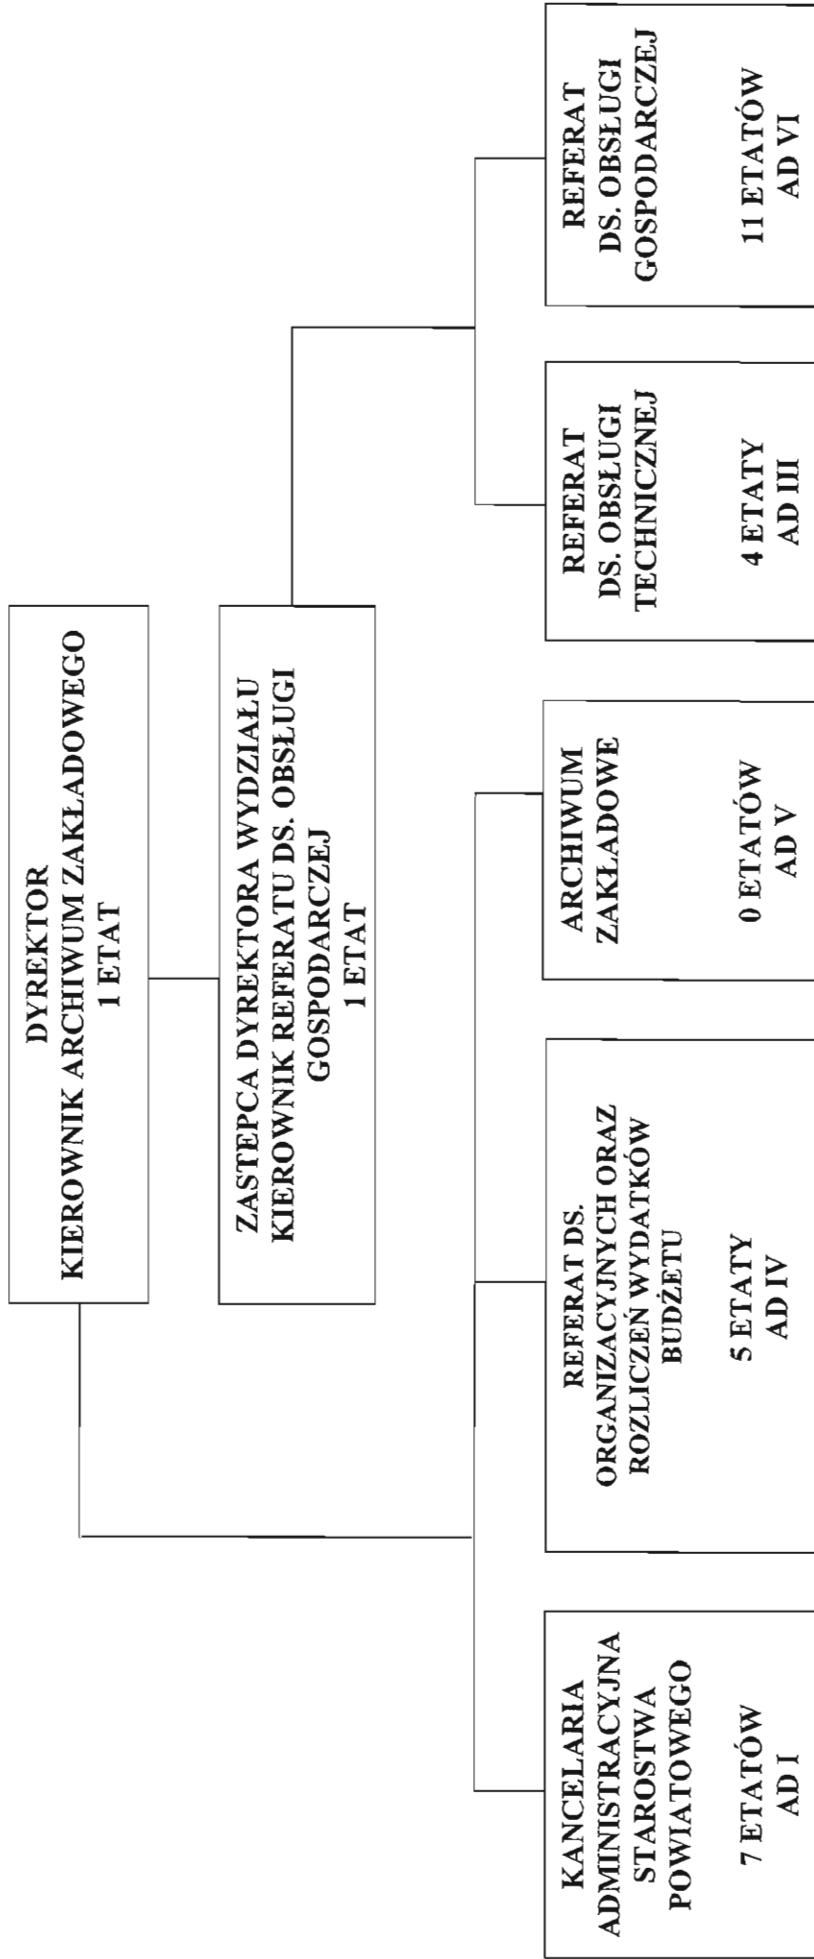 DYREKTOR
KIEROWNIK ARCHIWUM ZAKŁADOWEGO
1 ETAT
ZASTEPCA DYREKTORA WYDZIAŁU
KIEROWNIK REFERATU DS. OBSŁUGI
GOSPODARCZEJ
1 ETAT
KANCELARIA
ADMINISTRACYJNA
STAROSTWA
POWIATOWEGO
7 ETATÓW
AD I
REFERAT DS.
ORGANIZACYJNYCH ORAZ
ROZLICZEŃ WYDATKÓW
BUDŻETU
5 ETATY
AD IV
ARCHIWUM
ZAKŁADOWE
0 ETATÓW
AD V
REFERAT
DS. OBSŁUGI
TECHNICZNEJ
4 ETATY
AD III
REFERAT
DS. OBSŁUGI
GOSPODARCZEJ
11 ETATÓW
AD VI